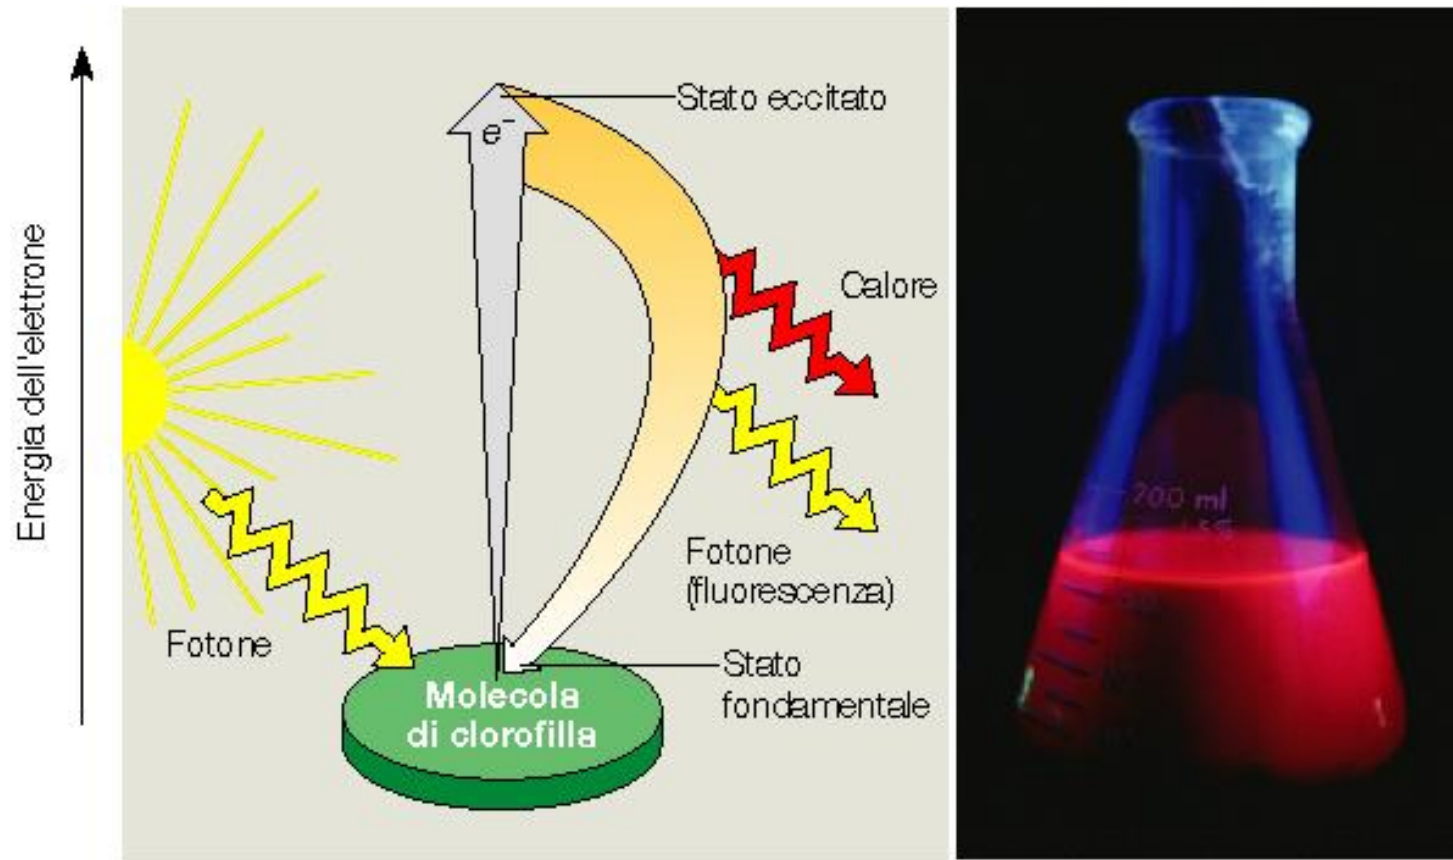 Energia dell'elettrone
Stato eccitato
e⁻
Calore
Fotone
(fluorescenza)
Fotone
Stato
fondamentale
Molecola
di clorofilla
200 ml